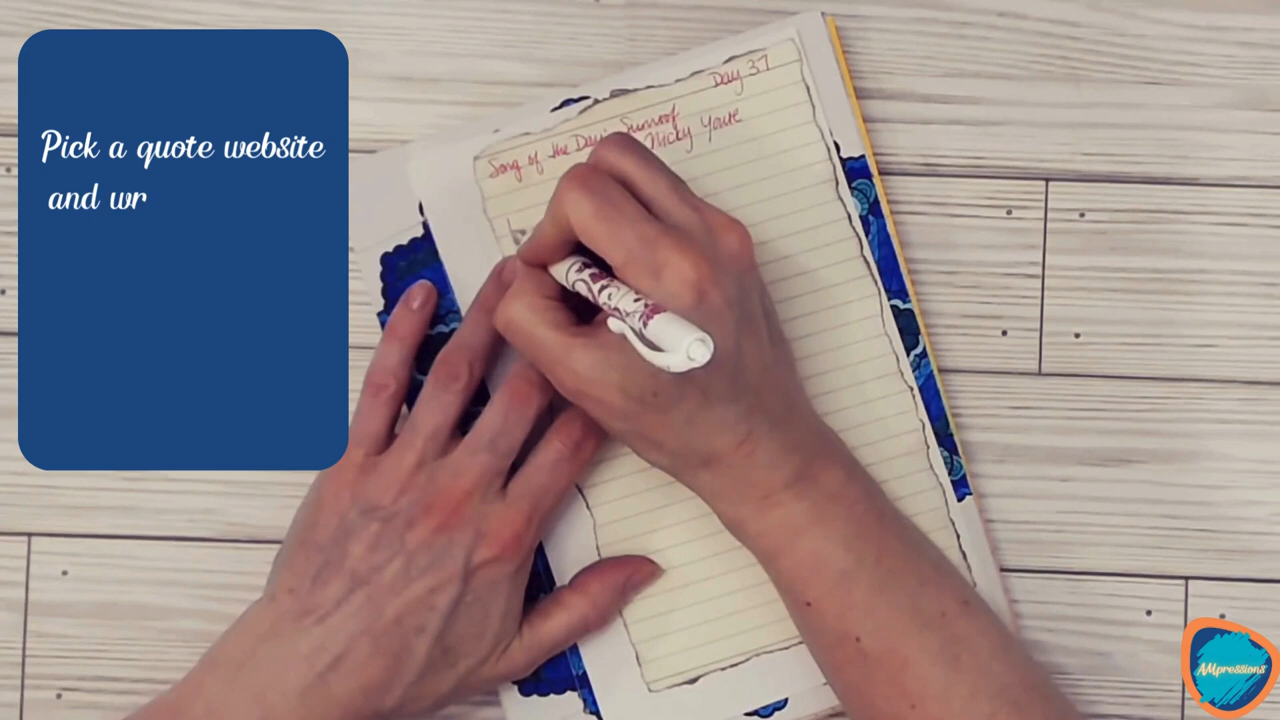 Pick a quote website
and wr
Day 37
Song of the Day: Sunroof
Nicky Youre
AMpressions